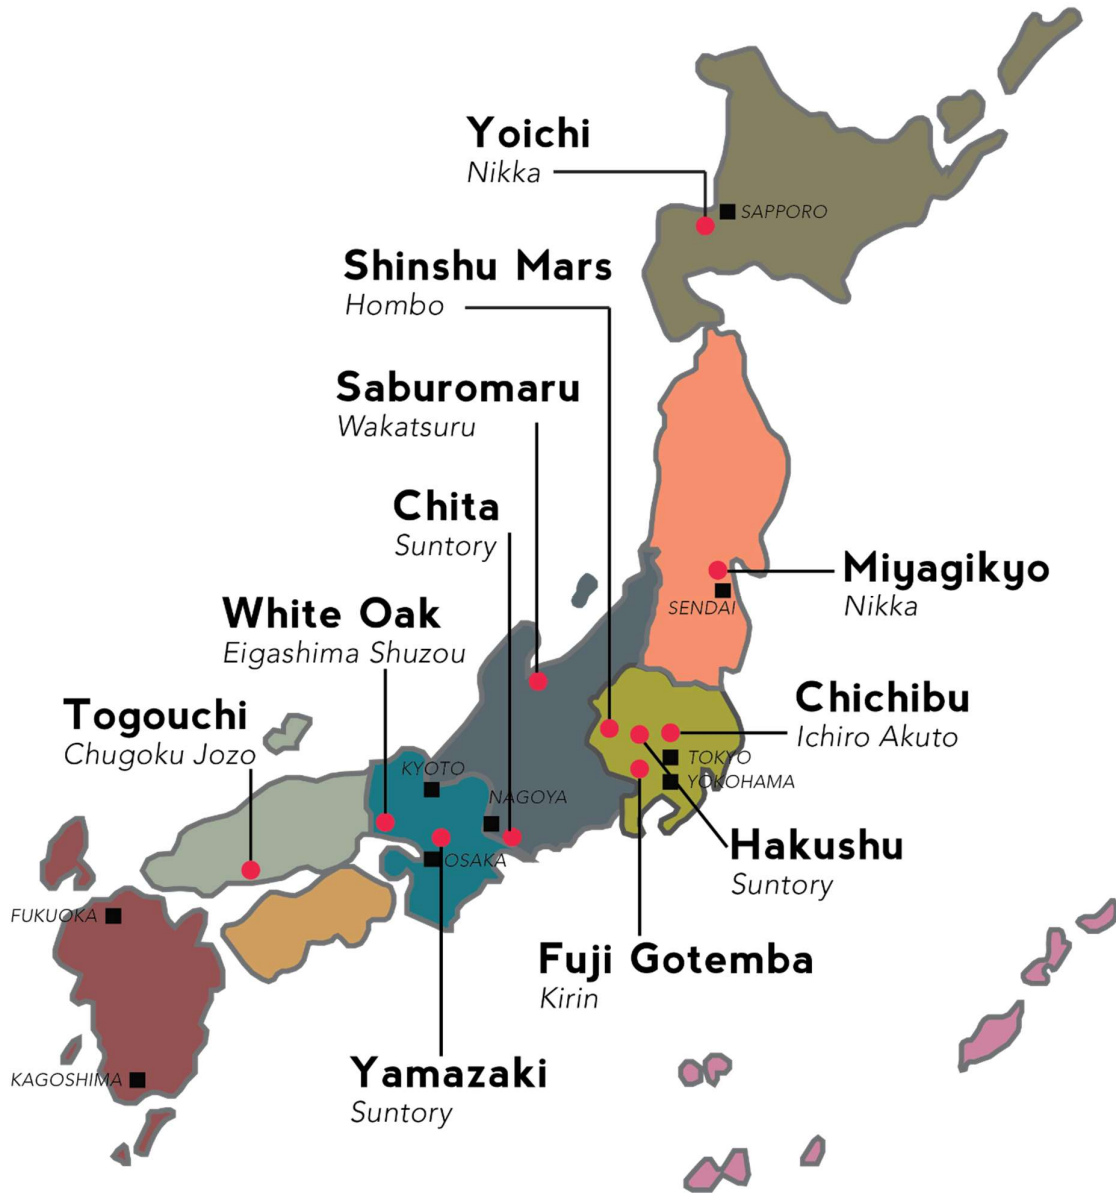 Yoichi
Nikka
SAPPORO
Shinshu Mars
Hombo
Saburomaru
Wakatsuru
Chita
Suntory
Miyagikyo
Nikka
SENDAI
White Oak
Eigashima Shuzou
Chichibu
Ichiro Akuto
Togouchi
Chugoku Jozo
TOKYO
KYOTO
YOKOHAMA
NAGOYA
Hakushu
Suntory
OSAKA
FUKUOKA
Fuji Gotemba
Kirin
Yamazaki
Suntory
KAGOSHIMA